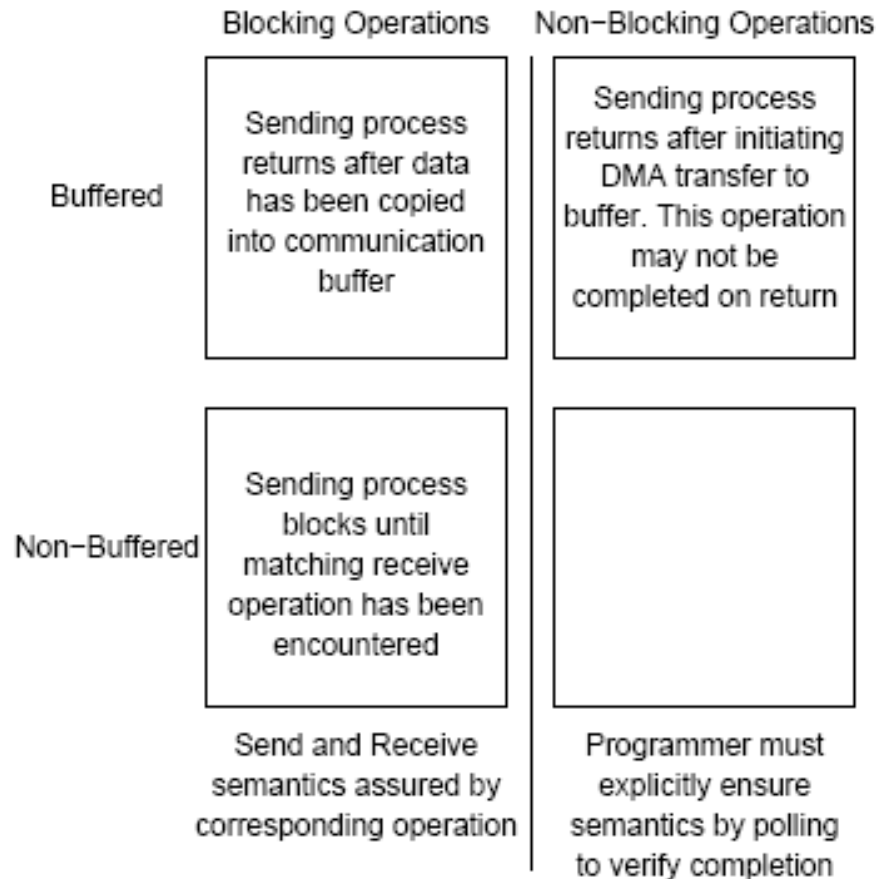 Blocking Operations
Non-Blocking Operations
Buffered
Sending process
returns after data
has been copied
into communication
buffer
Sending process
returns after initiating
DMA transfer to
buffer. This operation
may not be
completed on return
Non-Buffered
Sending process
blocks until
matching receive
operation has been
encountered
Send and Receive
semantics assured by
corresponding operation
Programmer must
explicitly ensure
semantics by polling
to verify completion